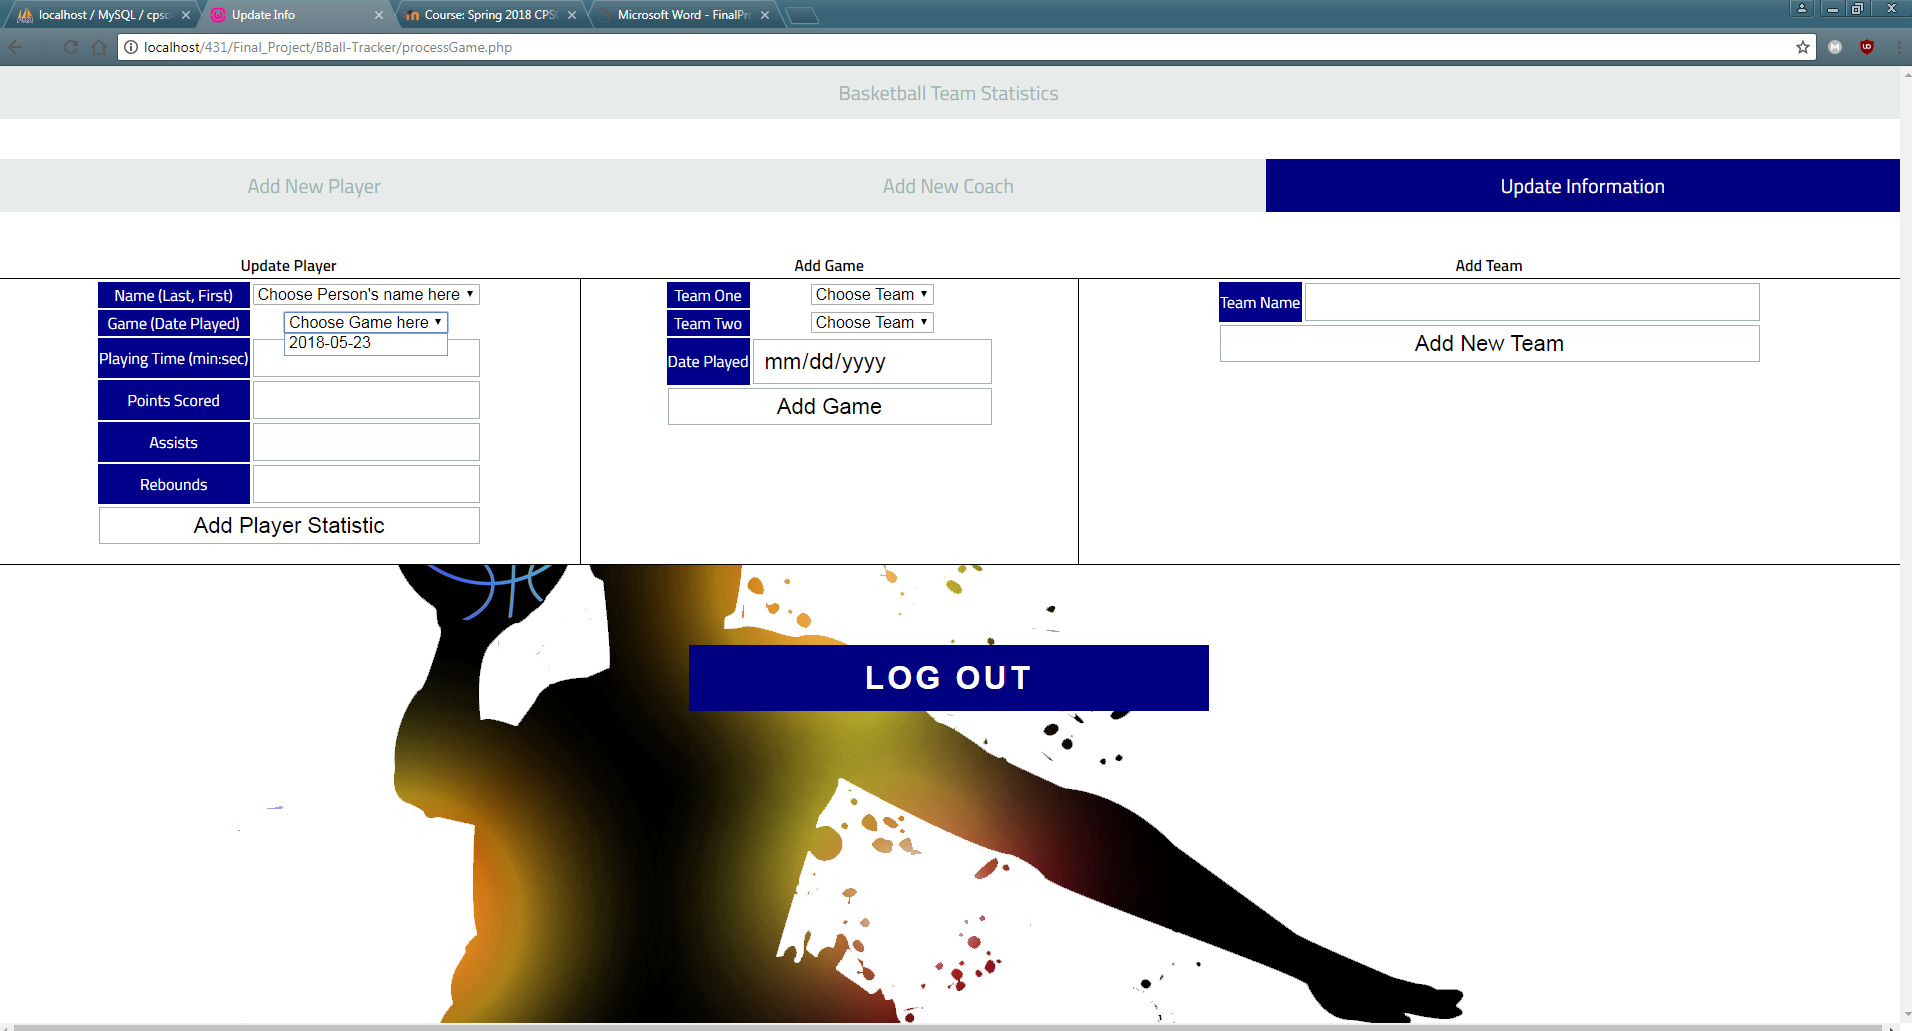 localhost / MySQL / cpsc
Update Info
Course: Spring 2018 CPS
Microsoft Word - FinalPr
localhost/431/Final_Project/BBall-Tracker/processGame.php
Basketball Team Statistics
Add New Player
Add New Coach
Update Information
Update Player
Name (Last, First)
Choose Person's name here
Game (Date Played)
Choose Game here
2018-05-23
Playing Time (min:sec)
Points Scored
Assists
Rebounds
Add Player Statistic
Add Game
Team One
Choose Team
Team Two
Choose Team
Date Played
mm/dd/yyyy
Add Game
Add Team
Team Name
Add New Team
LOG OUT